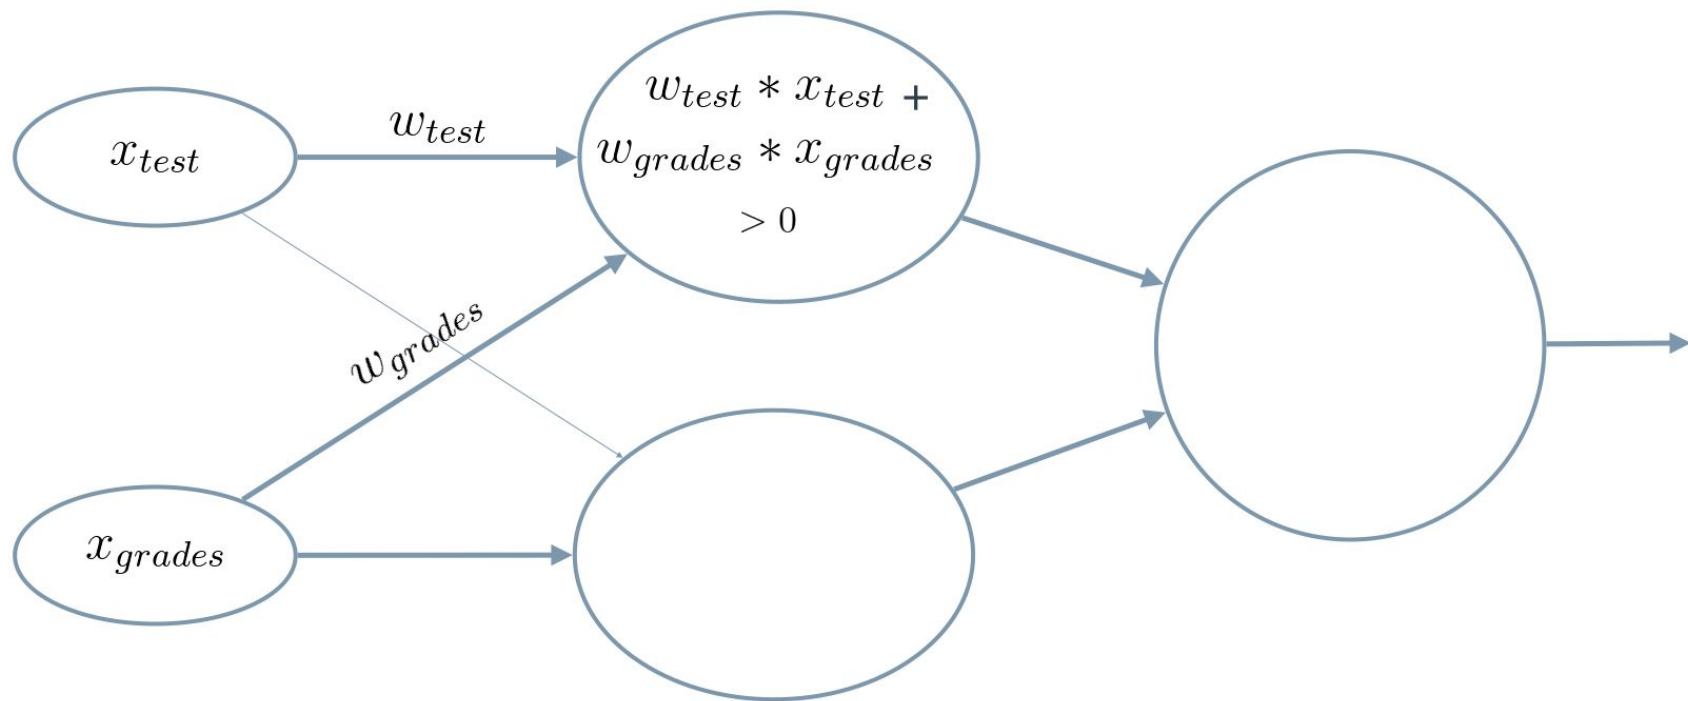 x_test
w_test
w_test * x_test +
w_grades * x_grades
> 0
w_grades
x_grades